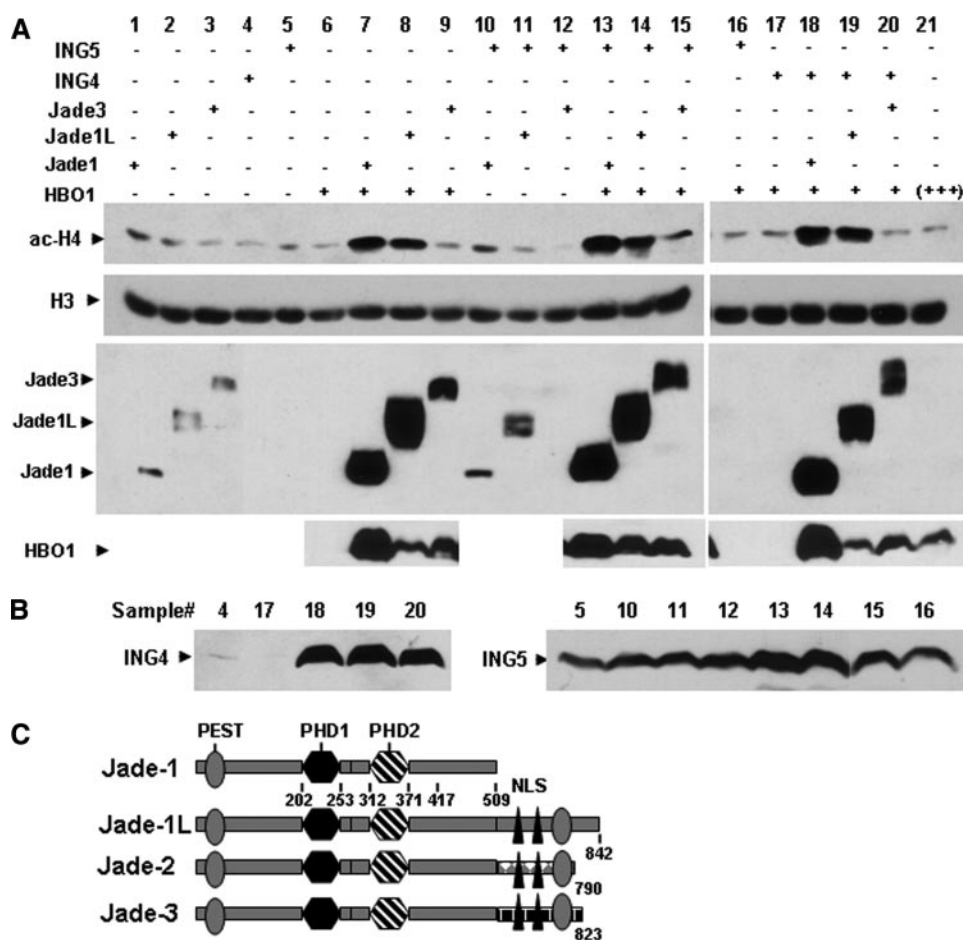 A
1 2 3 4 5 6 7 8 9 10 11 12 13 14 15 16 17 18 19 20 21
ING5 - - - - + - - - - + + + + + + + - - - - -
ING4 - - - + - - - - - - - - - - - - + + + + -
Jade3 - - + - - - - - + - - + - - + - - - - + -
Jade1L - + - - - - - + - - + - - + - - - - + - -
Jade1 + - - - - - + - - + - - + - - - - + - - -
HBO1 - - - - - + + + + - - - + + + + + + + + (+++)
ac-H4
H3
Jade3
Jade1L
Jade1
HBO1
B
Sample# 4 17 18 19 20 5 10 11 12 13 14 15 16
ING4 ING5
C
PEST PHD1 PHD2
Jade-1
202 253 312 371 417 509 NLS
Jade-1L
842
Jade-2
790
Jade-3
823